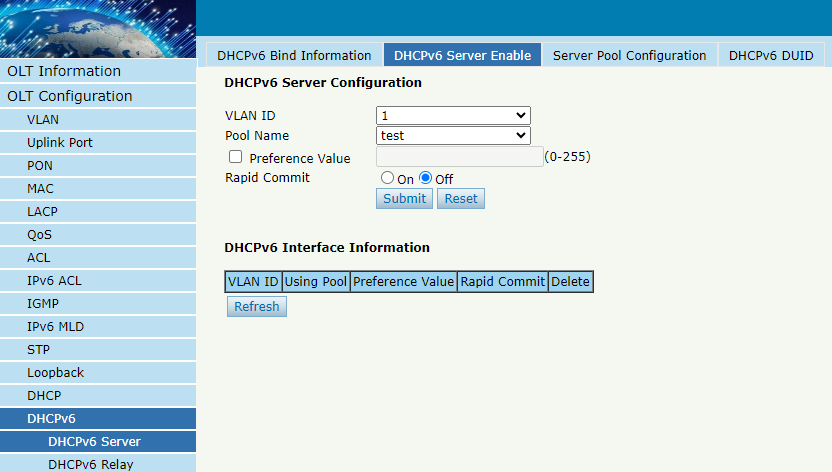 DHCPv6 Bind Information
DHCPv6 Server Enable
Server Pool Configuration
DHCPv6 DUID
OLT Information
OLT Configuration
VLAN
Uplink Port
PON
MAC
LACP
QoS
ACL
IPv6 ACL
IGMP
IPv6 MLD
STP
Loopback
DHCP
DHCPv6
DHCPv6 Server
DHCPv6 Relay
DHCPv6 Server Configuration
VLAN ID 1
Pool Name test
Preference Value (0-255)
Rapid Commit On Off
Submit Reset
DHCPv6 Interface Information
VLAN ID Using Pool Preference Value Rapid Commit Delete
Refresh